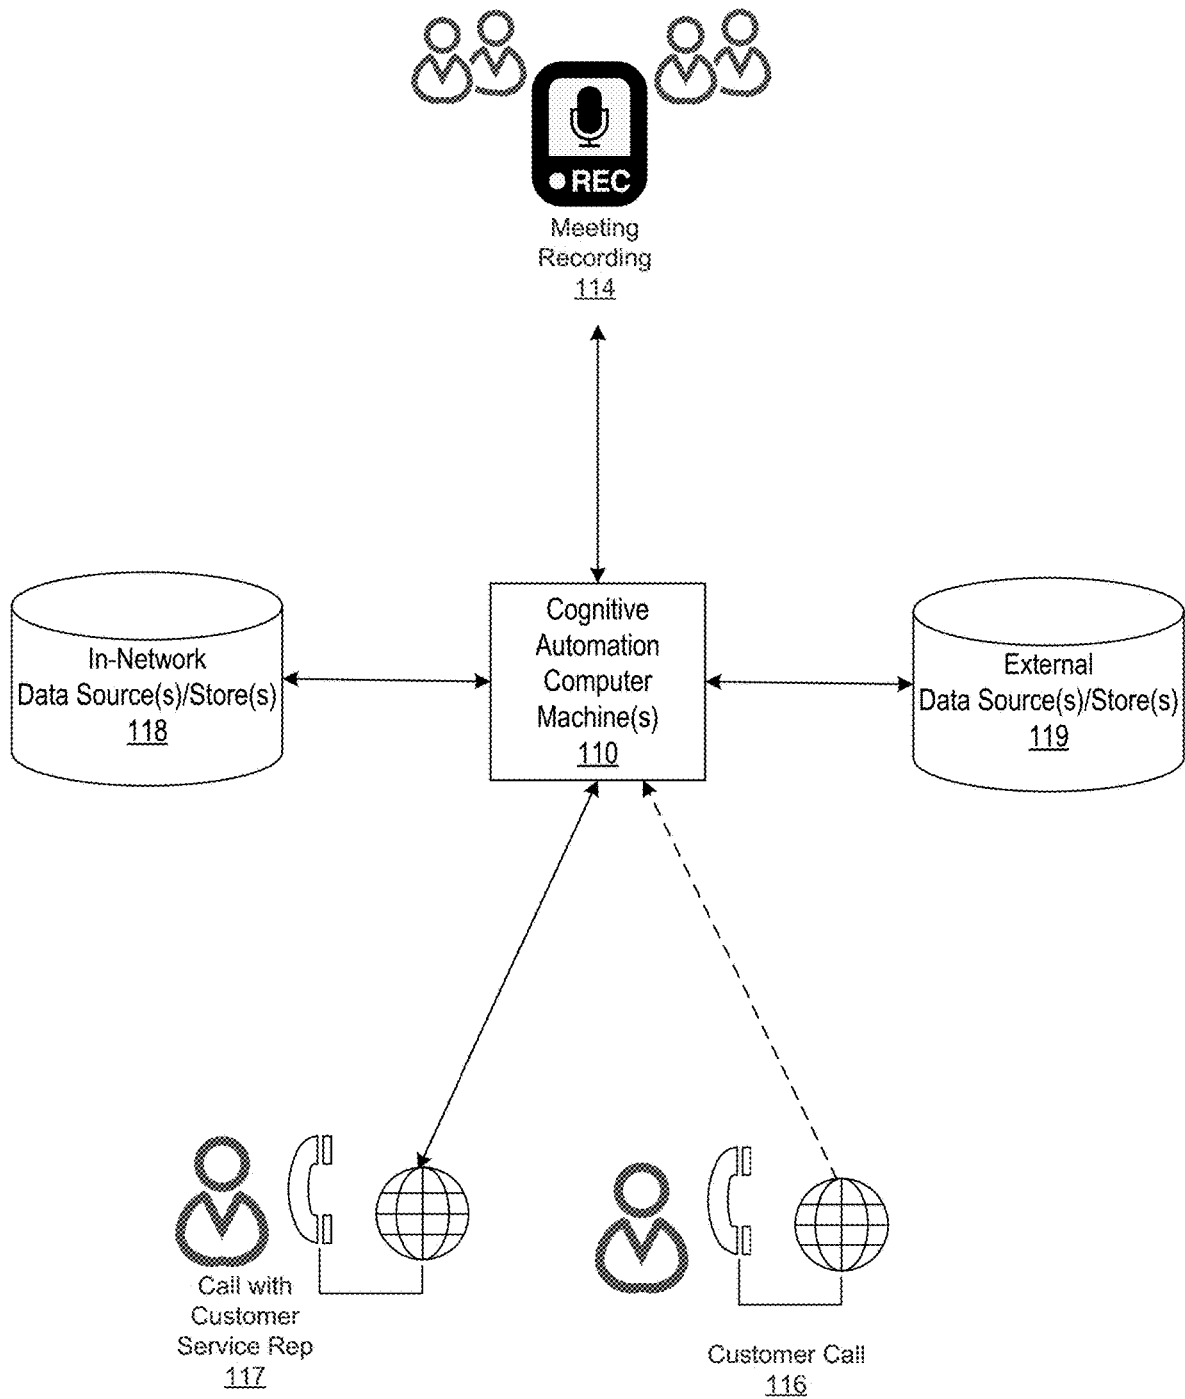 REC
Meeting
Recording
114
In-Network
Data Source(s)/Store(s)
118
Cognitive
Automation
Computer
Machine(s)
110
External
Data Source(s)/Store(s)
119
Call with
Customer
Service Rep
117
Customer Call
116